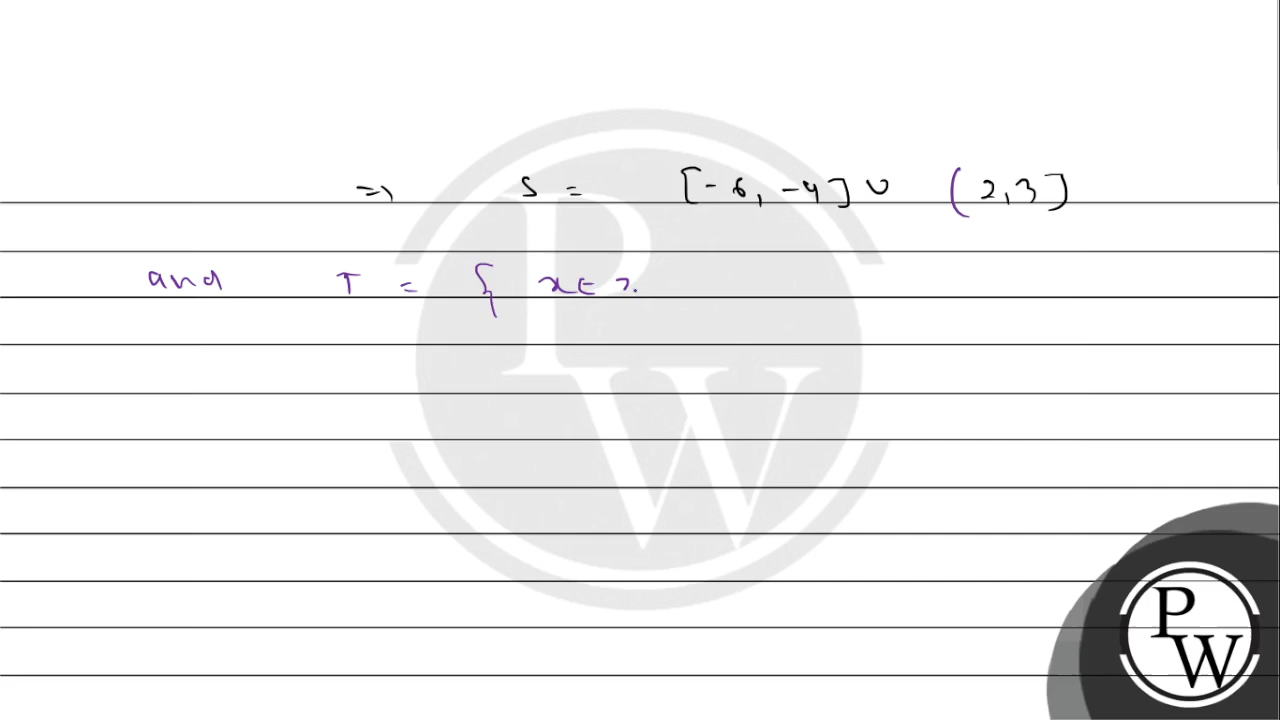 => S = [-6, -4] ∪ (2,3]
and T = { x ∈
P
W
P
W